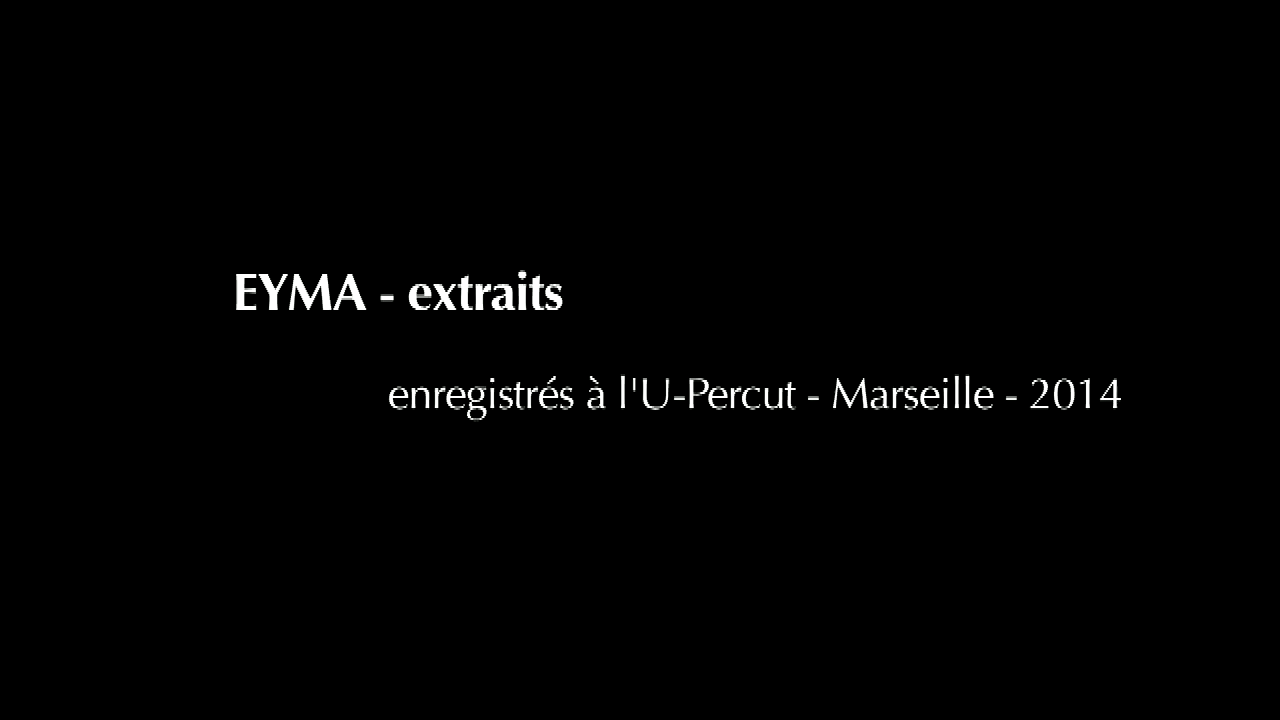 EYMA - extraits
enregistrés à l'U-Percut - Marseille - 2014